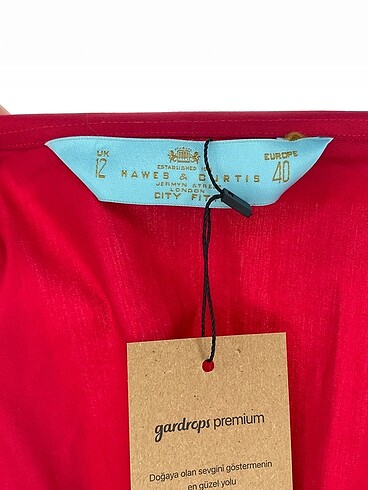 UK
12
ESTABLISHED
HAWES & CURTIS
JERMYN STREET
LONDON
CITY FIT
EUROPE
40
gardrops premium
Doğaya olan sevgini göstermenin
en güzel yolu